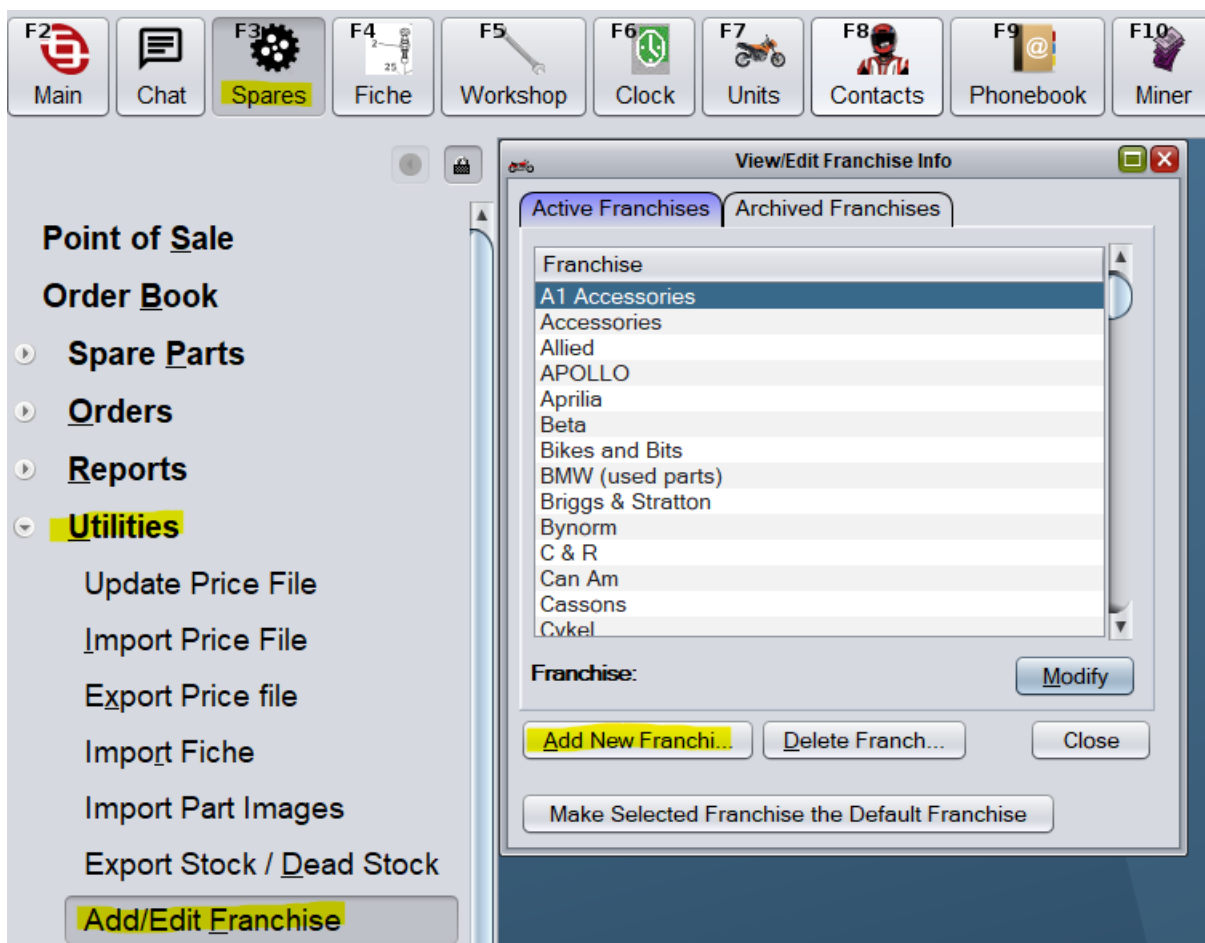 F2 F3 F4 F5 F6 F7 F8 F9 F10
Main Chat Spares Fiche Workshop Clock Units Contacts Phonebook Miner
View/Edit Franchise Info
Active Franchises Archived Franchises
Point of Sale
Order Book
Spare Parts
Orders
Reports
Utilities
Update Price File
Import Price File
Export Price file
Import Fiche
Import Part Images
Export Stock / Dead Stock
Add/Edit Franchise
Franchise
A1 Accessories
Accessories
Allied
APOLLO
Aprilia
Beta
Bikes and Bits
BMW (used parts)
Briggs & Stratton
Bynorm
C & R
Can Am
Cassons
Cykel
Franchise:
Modify
Add New Franchi... Delete Franch... Close
Make Selected Franchise the Default Franchise